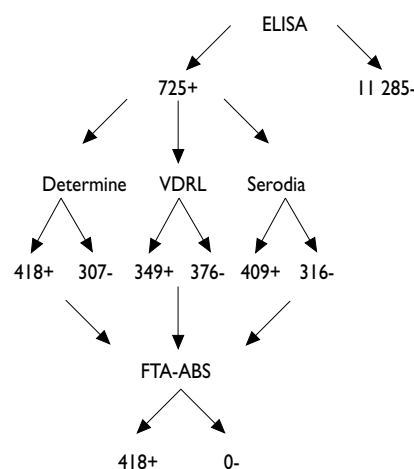 ELISA
725+ 11 285-
Determine VDRL Serodia
418+ 307- 349+ 376- 409+ 316-
FTA-ABS
418+ 0-